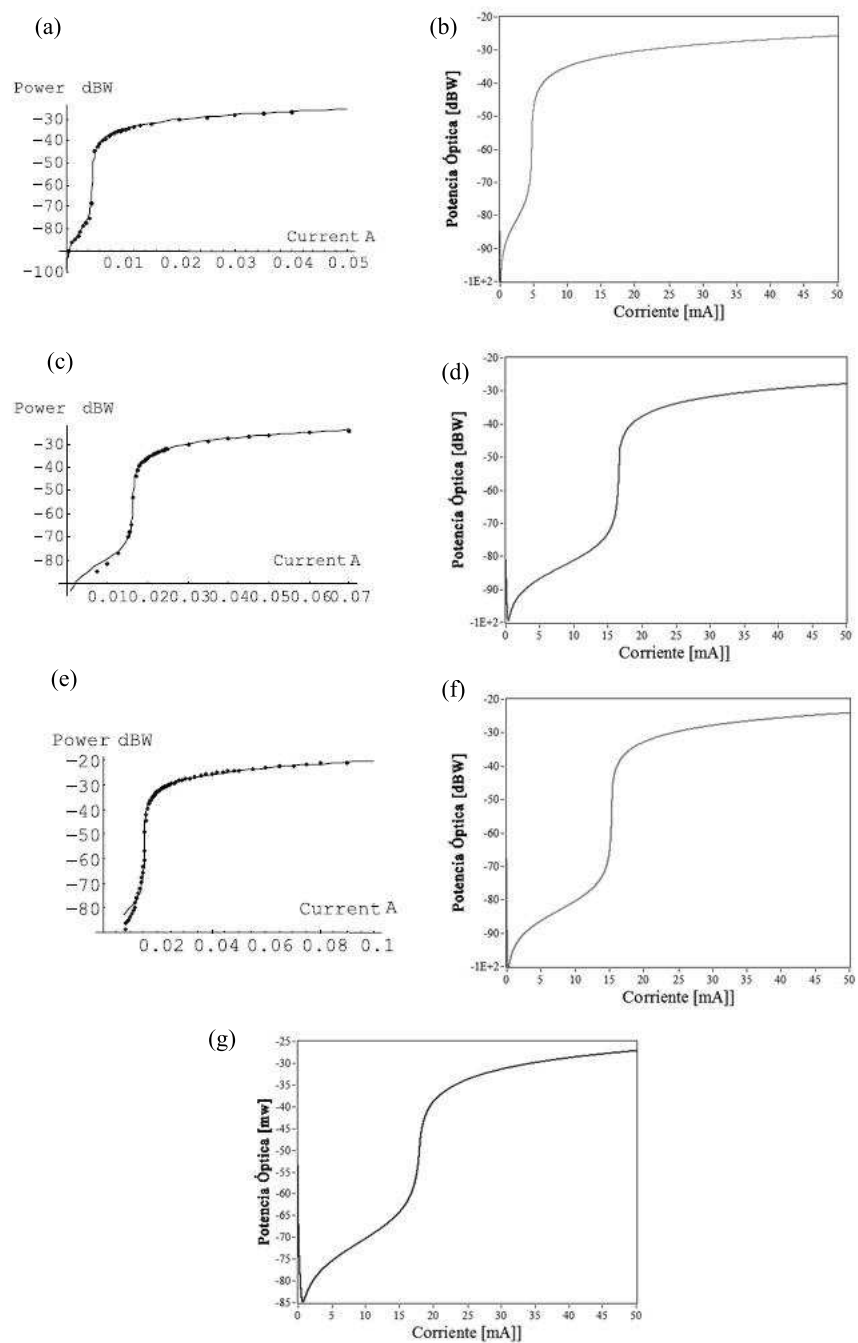 (a)
Power dBW
-30
-40
-50
-60
-70
-80
-100
Current A
0.01 0.02 0.03 0.04 0.05
(b)
Potencia Óptica [dBW]
-20
-30
-40
-50
-60
-70
-80
-90
-1E+2
0 5 10 15 20 25 30 35 40 45 50
Corriente [mA]]
(c)
Power dBW
-30
-40
-50
-60
-70
-80
Current A
0.010.020.030.040.050.060.07
(d)
Potencia Óptica [dBW]
-20
-30
-40
-50
-60
-70
-80
-90
-1E+2
0 5 10 15 20 25 30 35 40 45 50
Corriente [mA]]
(e)
Power dBW
-20
-30
-40
-50
-60
-70
-80
Current A
0.02 0.04 0.06 0.08 0.1
(f)
Potencia Óptica [dBW]
-20
-30
-40
-50
-60
-70
-80
-90
-1E+2
0 5 10 15 20 25 30 35 40 45 50
Corriente [mA]]
(g)
Potencia Óptica [mw]
-25
-30
-35
-40
-45
-50
-55
-60
-65
-70
-75
-80
-85
0 5 10 15 20 25 30 35 40 45 50
Corriente [mA]]